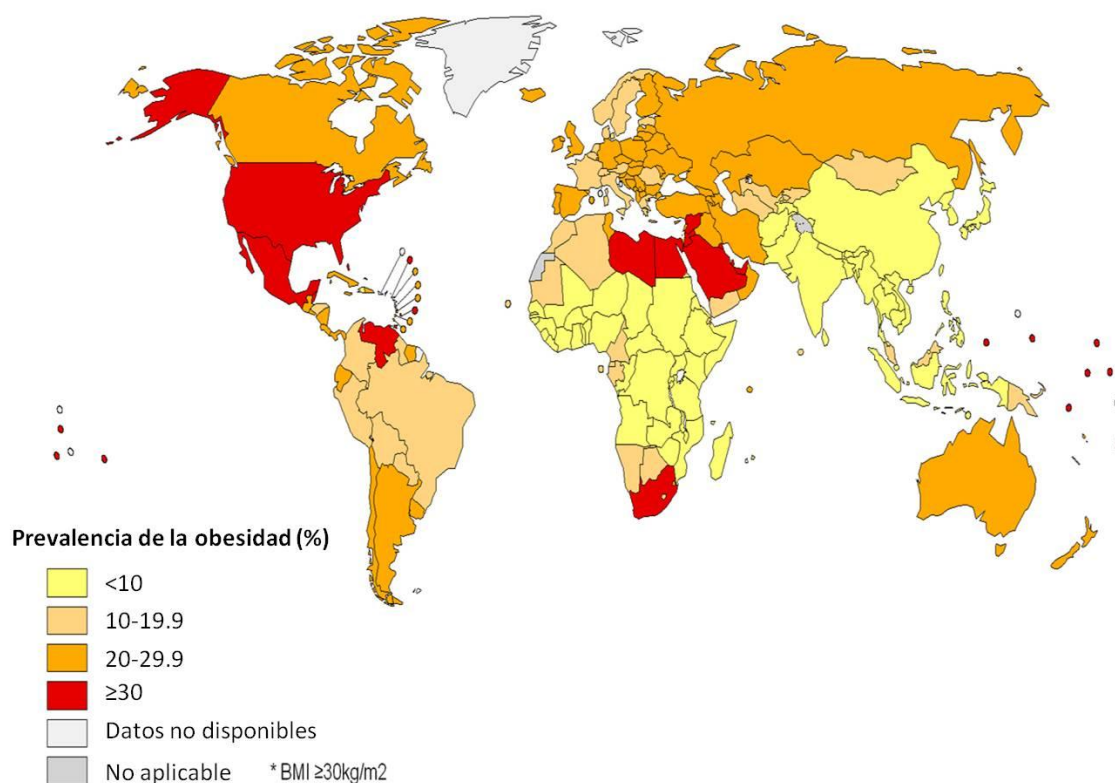 Prevalencia de la obesidad (%)
<10
10-19.9
20-29.9
≥30
Datos no disponibles
No aplicable * BMI ≥30kg/m2